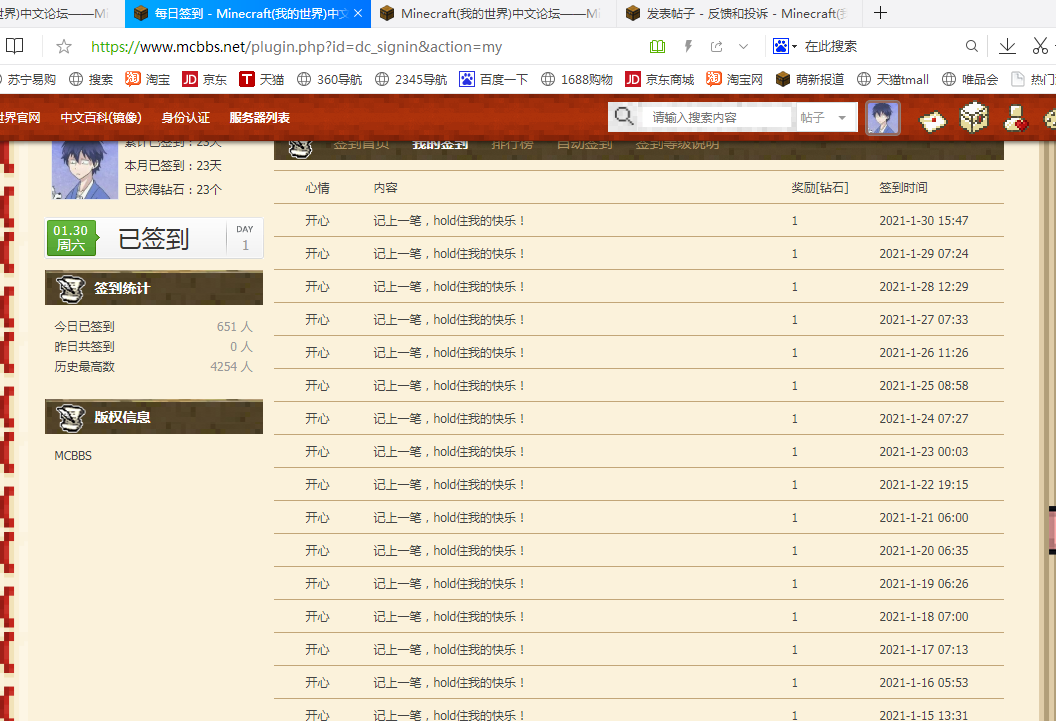 世界)中文论坛——Mi
每日签到 - Minecraft(我的世界)中文
Minecraft(我的世界)中文论坛——Mi
发表帖子 - 反馈和投诉 - Minecraft(我
https://www.mcbbs.net/plugin.php?id=dc_signin&action=my
在此搜索
苏宁易购 搜索 淘宝 京东 天猫 360导航 2345导航 百度一下 1688购物 京东商城 淘宝网 萌新报道 天猫tmall 唯品会 热门
世界官网 中文百科(镜像) 身份认证 服务器列表
请输入搜索内容 帖子
累计已签到：23天
本月已签到：23天
已获得钻石：23个
01.30
周六
已签到
DAY
1
签到统计
今日已签到 651 人
昨日共签到 0 人
历史最高数 4254 人
版权信息
MCBBS
签到首页 我的签到 排行榜 自动签到 签到等级说明
心情 内容 奖励[钻石] 签到时间
开心 记上一笔，hold住我的快乐！ 1 2021-1-30 15:47
开心 记上一笔，hold住我的快乐！ 1 2021-1-29 07:24
开心 记上一笔，hold住我的快乐！ 1 2021-1-28 12:29
开心 记上一笔，hold住我的快乐！ 1 2021-1-27 07:33
开心 记上一笔，hold住我的快乐！ 1 2021-1-26 11:26
开心 记上一笔，hold住我的快乐！ 1 2021-1-25 08:58
开心 记上一笔，hold住我的快乐！ 1 2021-1-24 07:27
开心 记上一笔，hold住我的快乐！ 1 2021-1-23 00:03
开心 记上一笔，hold住我的快乐！ 1 2021-1-22 19:15
开心 记上一笔，hold住我的快乐！ 1 2021-1-21 06:00
开心 记上一笔，hold住我的快乐！ 1 2021-1-20 06:35
开心 记上一笔，hold住我的快乐！ 1 2021-1-19 06:26
开心 记上一笔，hold住我的快乐！ 1 2021-1-18 07:00
开心 记上一笔，hold住我的快乐！ 1 2021-1-17 07:13
开心 记上一笔，hold住我的快乐！ 1 2021-1-16 05:53
开心 记上一笔，hold住我的快乐！ 1 2021-1-15 13:31